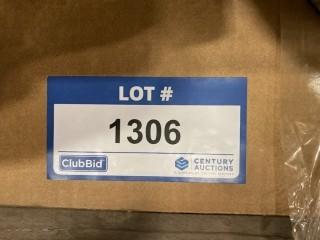 LOT #
1306
ClubBid
CENTURY
AUCTIONS